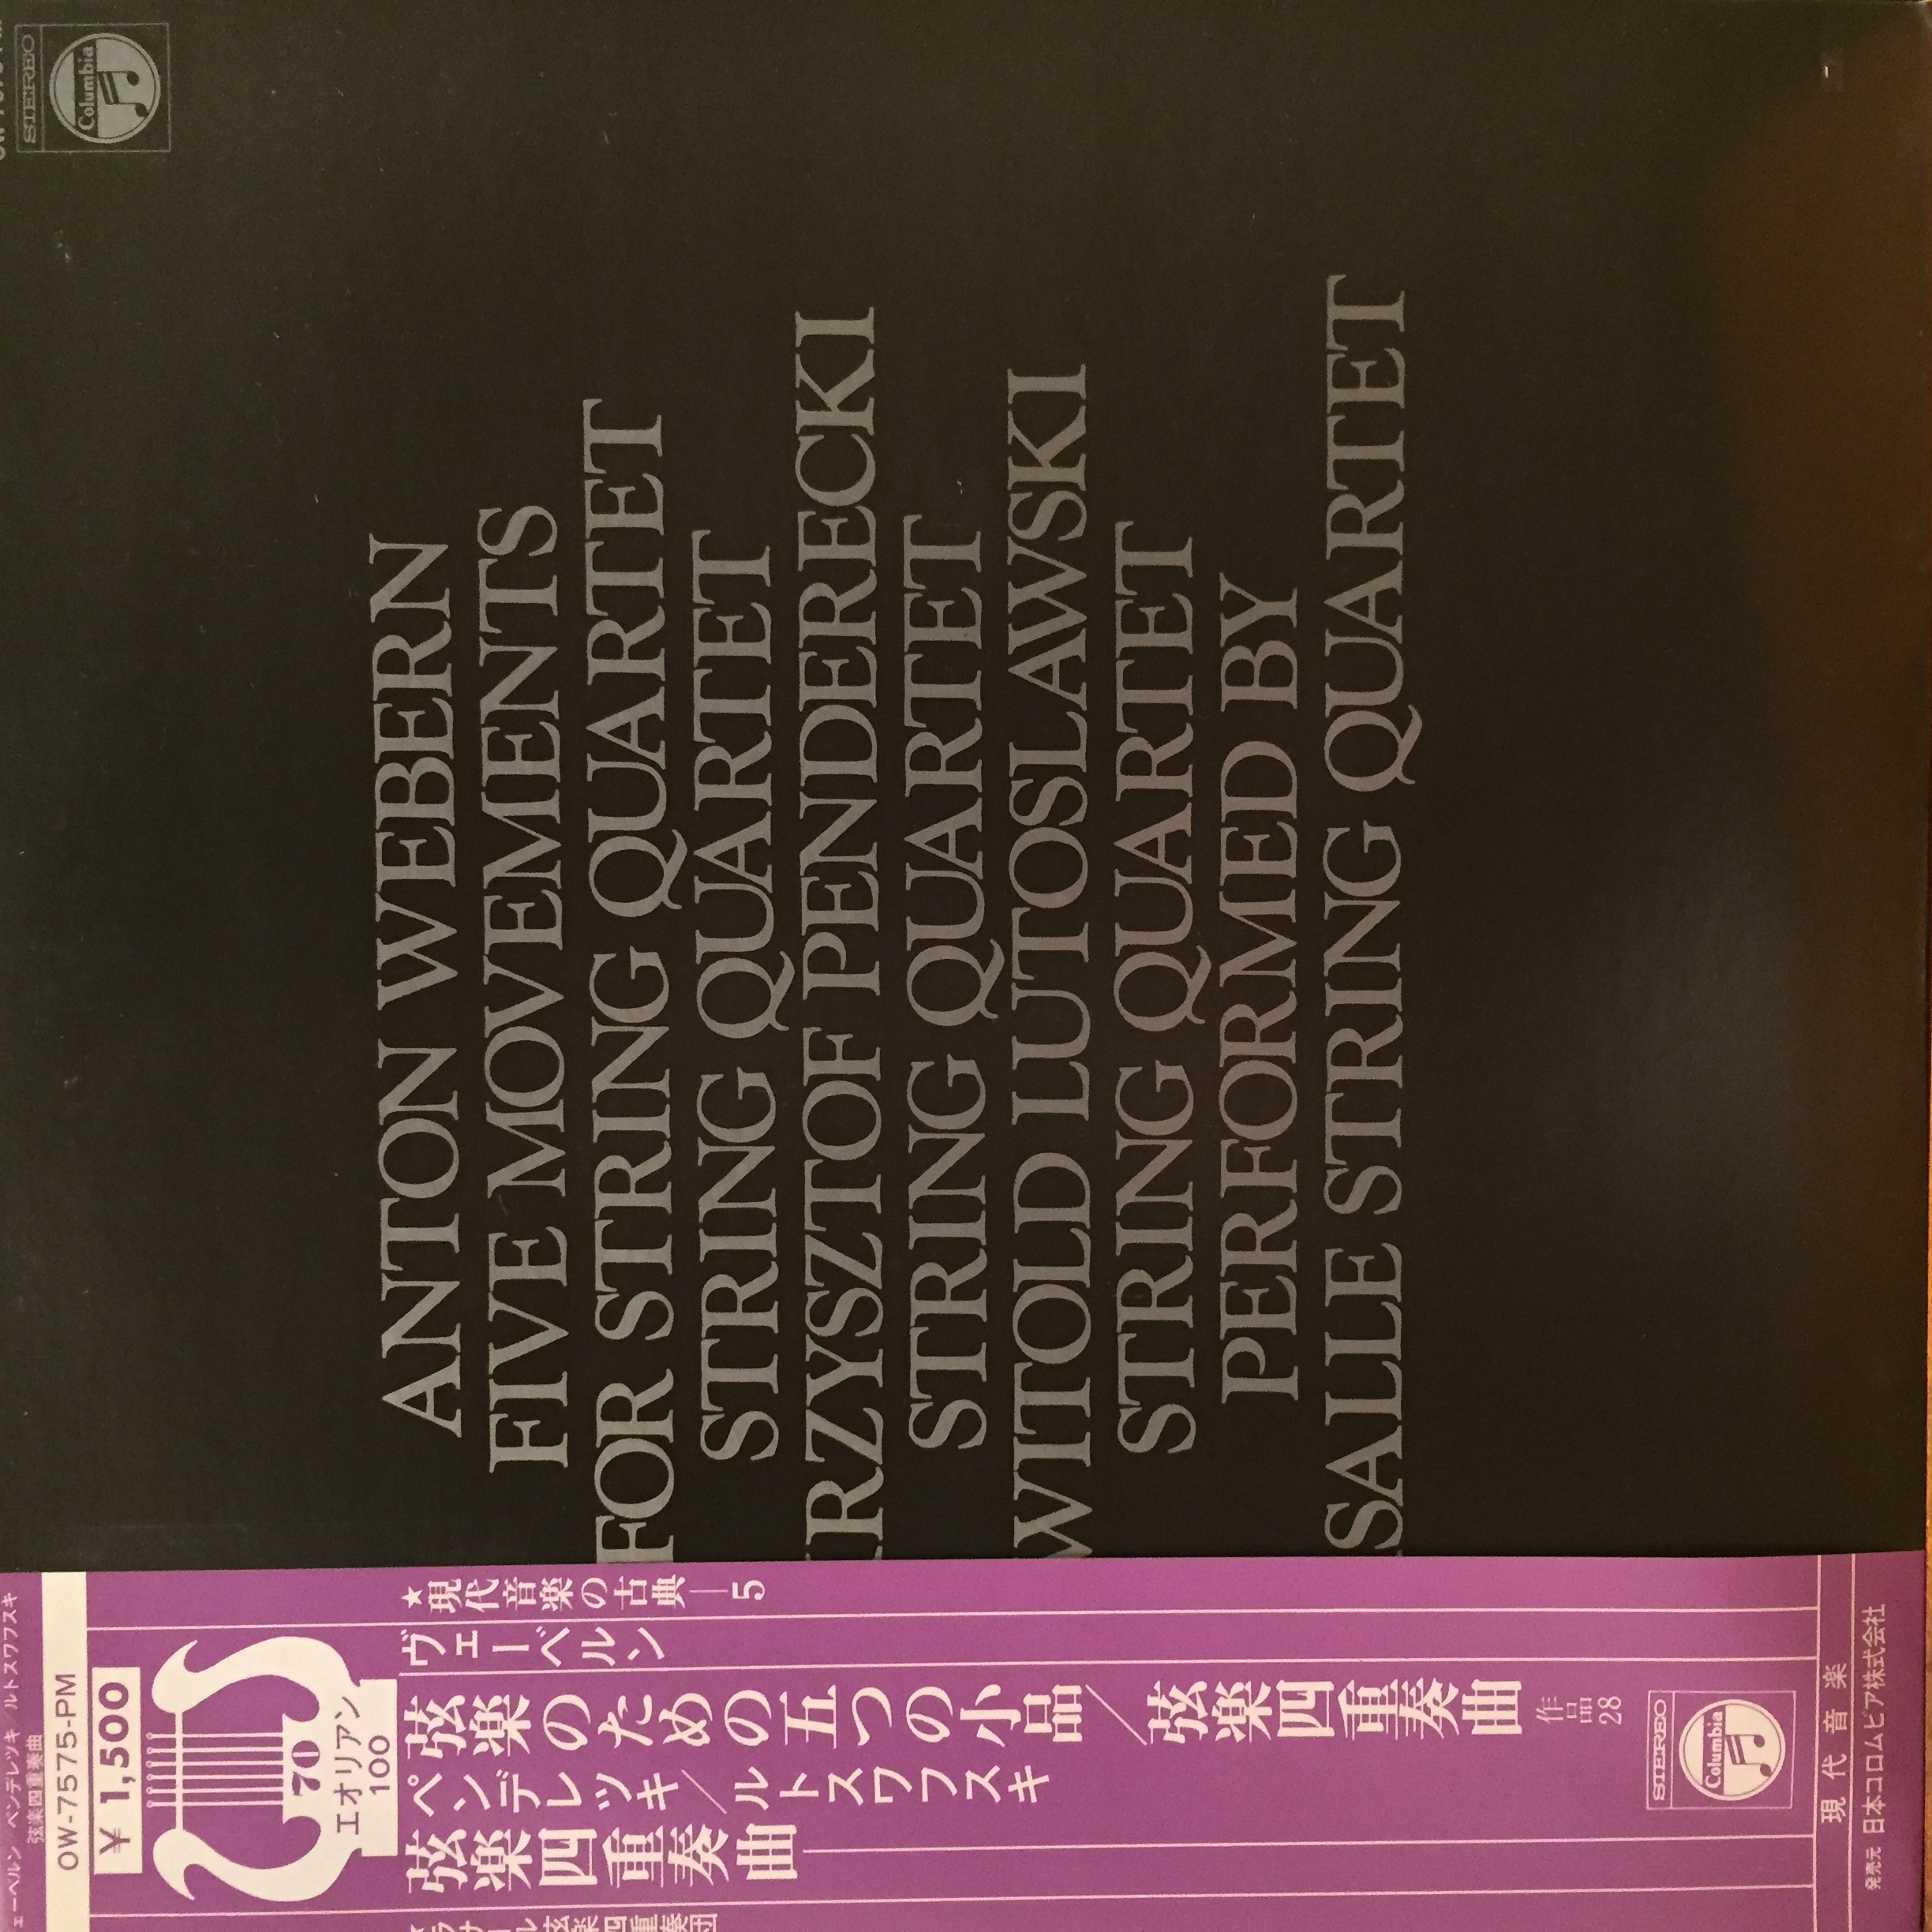 STEREO
Columbia
ANTON WEBERN
FIVE MOVEMENTS
FOR STRING QUARTET
STRING QUARTET
RZYSZTOF PENDERECKI
STRING QUARTET
WITOLD LUTOSLAWSKI
STRING QUARTET
PERFORMED BY
SALLE STRING QUARTET
★現代音楽の古典—5
ヴェーベルン
弦楽のための五つの小品／弦楽四重奏曲 作品28
ペンデレツキ／ルトスワフスキ
弦楽四重奏曲
ラサール弦楽四重奏団
ェーベルン ペンデレツキ／ルトスワフスキ
弦楽四重奏曲
OW-7575-PM
¥1,500
'70
エオリアン
100
STEREO
Columbia
現代音楽
発売元 日本コロムビア株式会社